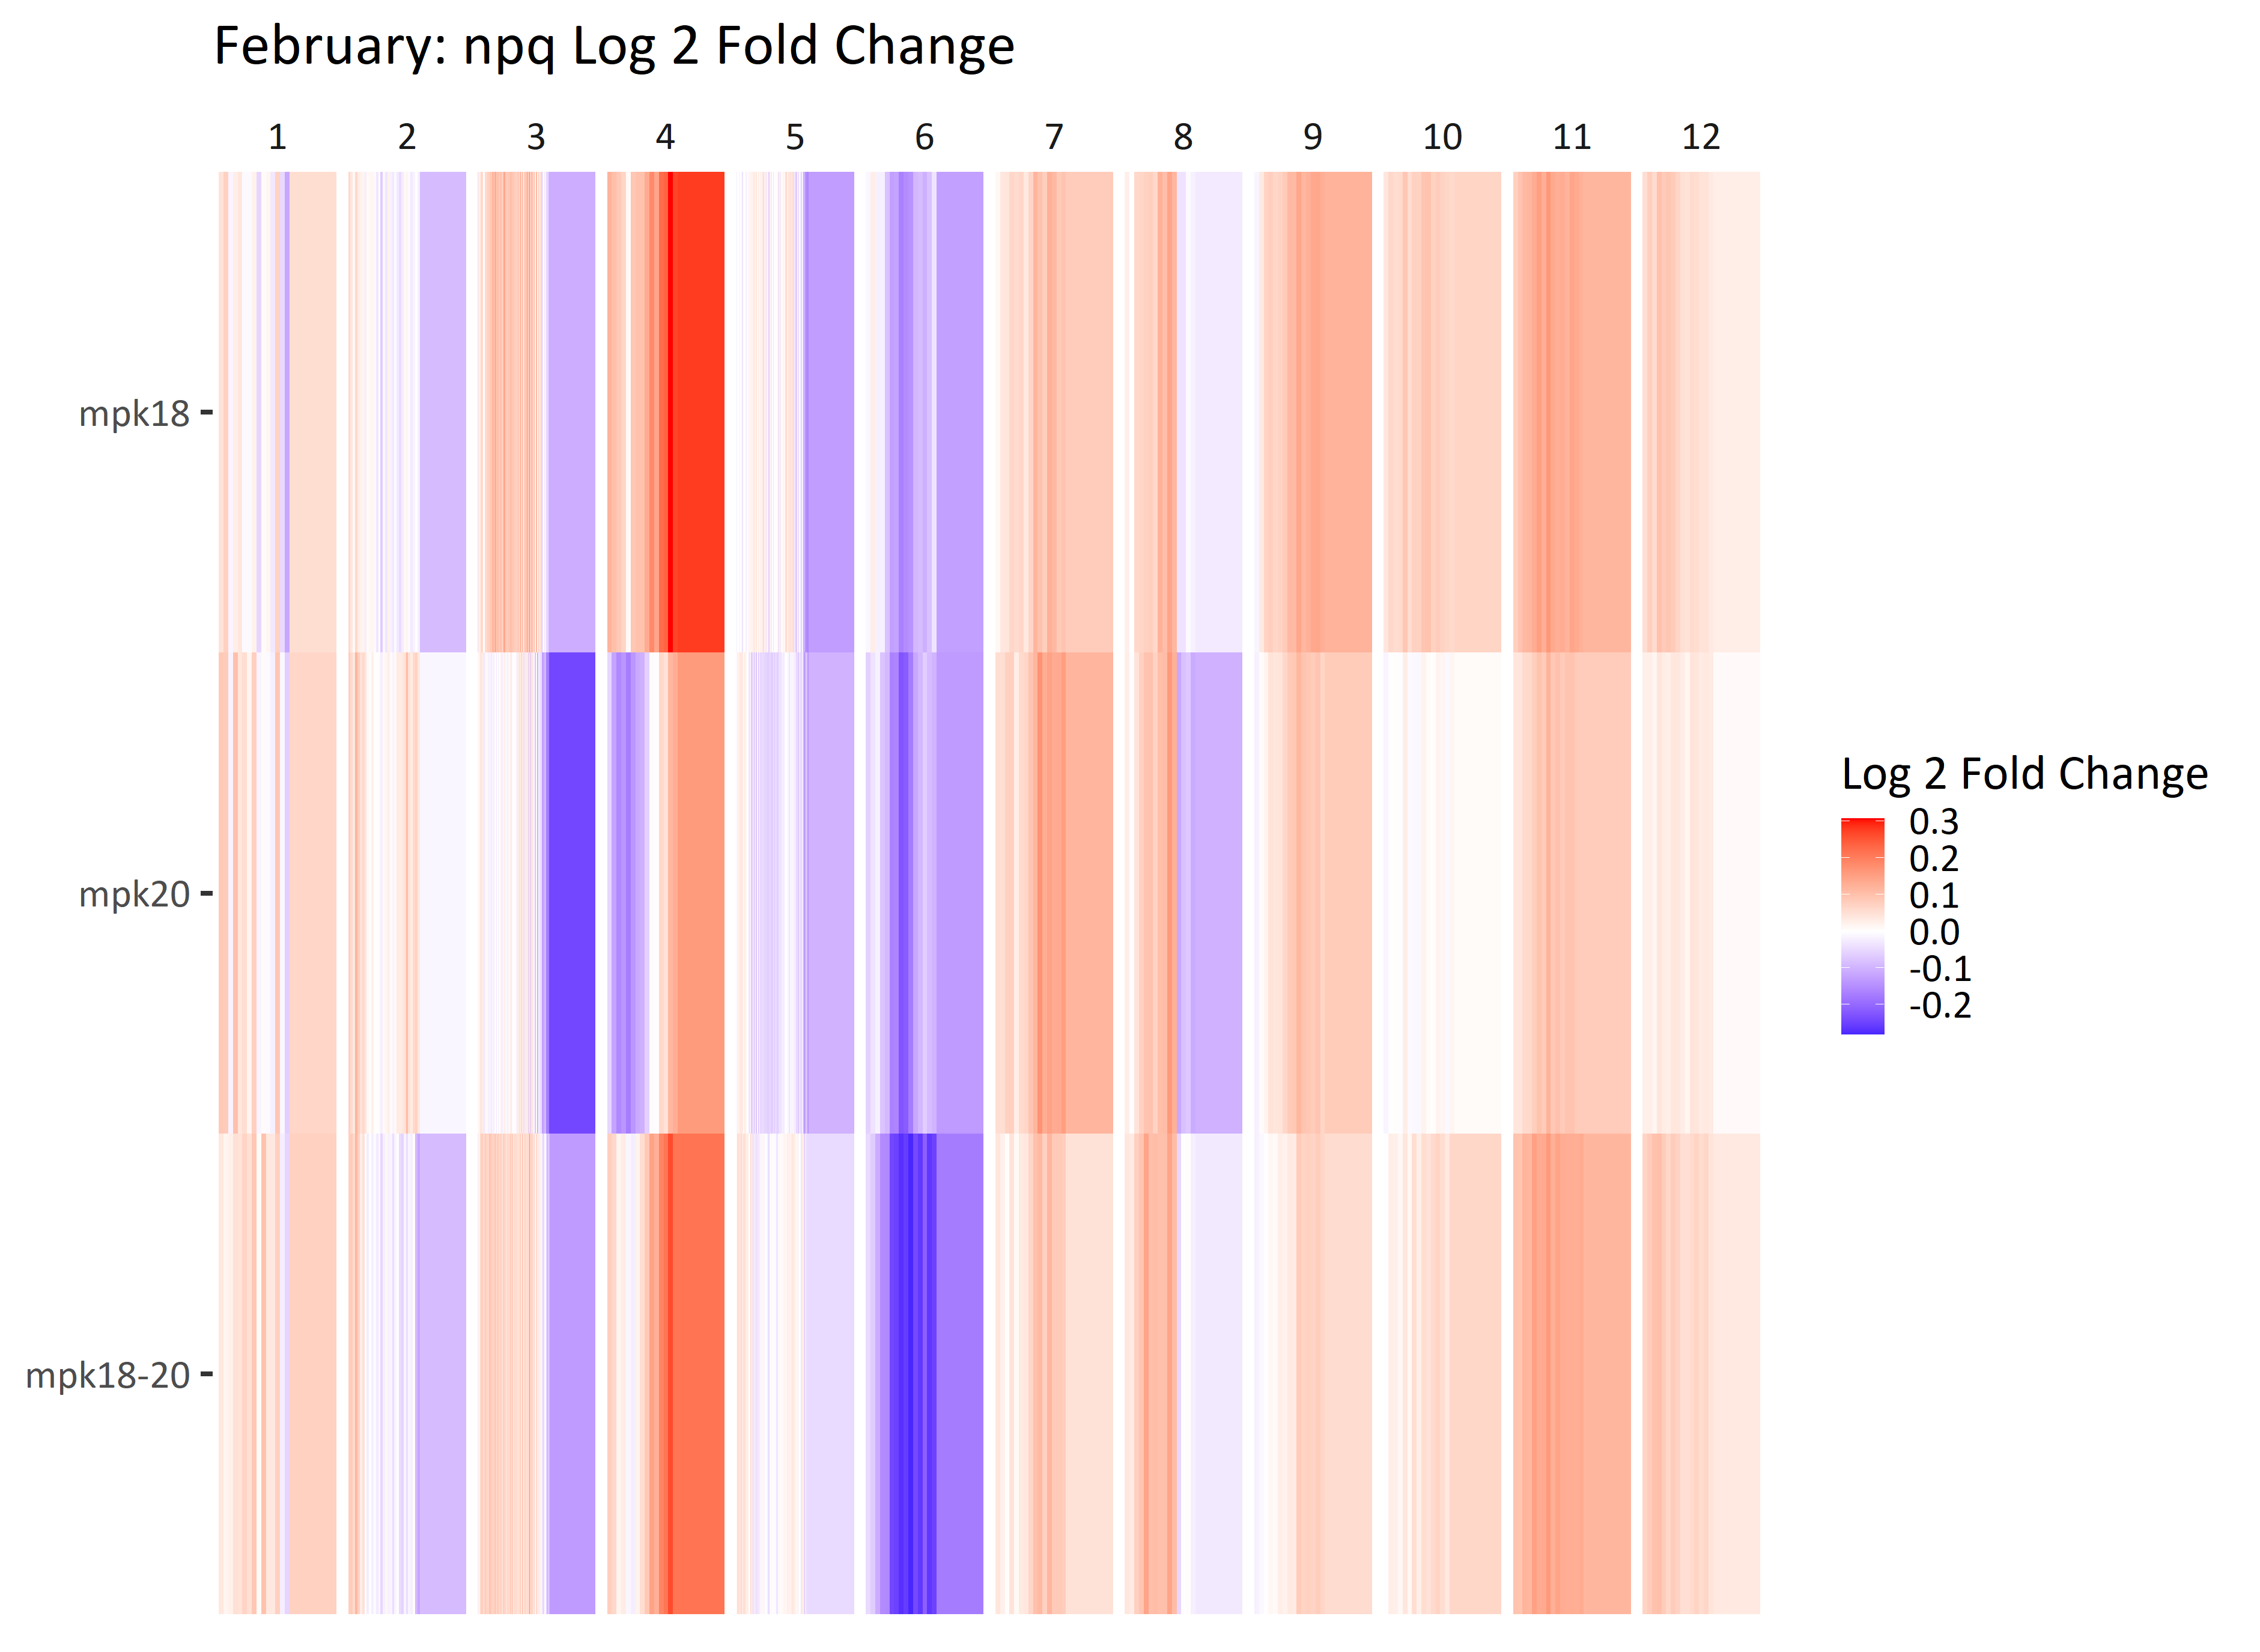 February: npq Log 2 Fold Change
1 2 3 4 5 6 7 8 9 10 11 12
mpk18
mpk20
mpk18-20
Log 2 Fold Change
0.3
0.2
0.1
0.0
-0.1
-0.2